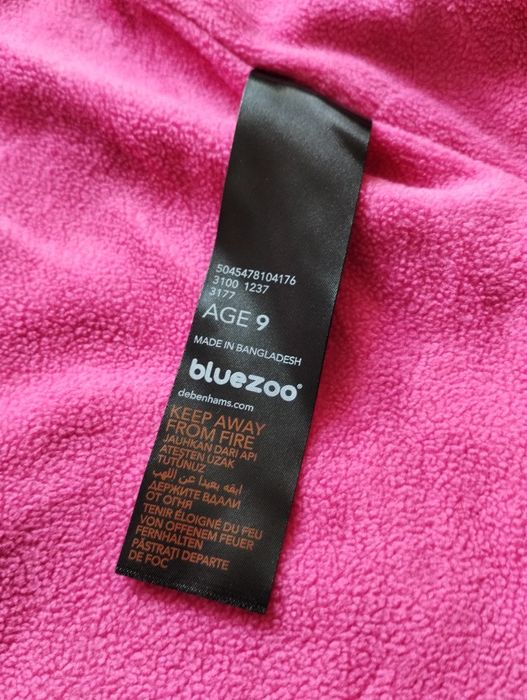 5045478104176
3100 1237
3177
AGE 9
MADE IN BANGLADESH
bluezoo®
debenhams.com
KEEP AWAY
FROM FIRE
JAUHKAN DARI API
ATEŞTEN UZAK
TUTUNUZ
ابقه بعيدا عن اللهب
ДЕРЖИТЕ ВДАЛИ
ОТ ОГНЯ
TENIR ÉLOIGNÉ DU FEU
VON OFFENEM FEUER
FERNHALTEN
PĂSTRAŢI DEPARTE
DE FOC